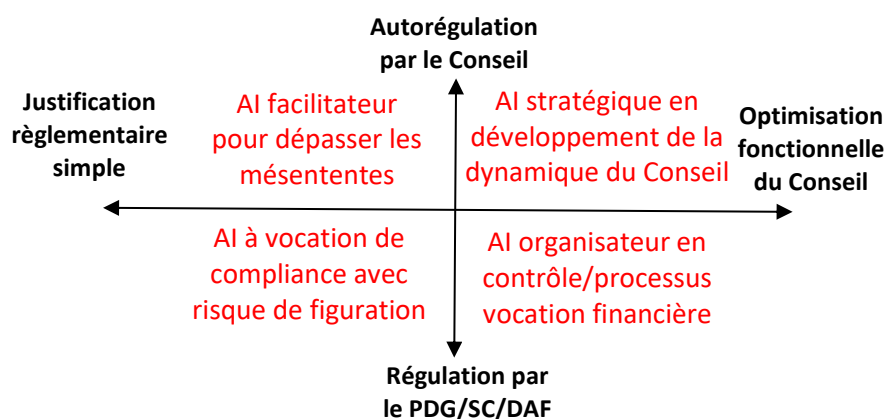 Autorégulation
par le Conseil
Justification
règlementaire
simple
AI facilitateur
pour dépasser les
mésententes
AI stratégique en
développement de la
dynamique du Conseil
Optimisation
fonctionnelle
du Conseil
AI à vocation de
compliance avec
risque de figuration
AI organisateur en
contrôle/processus
vocation financière
Régulation par
le PDG/SC/DAF